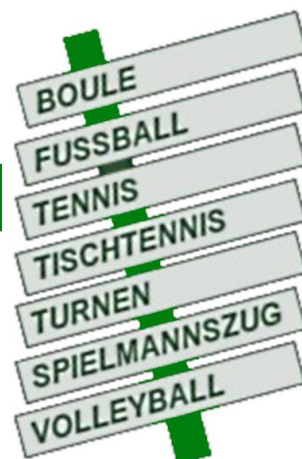 BOULE
FUSSBALL
TENNIS
TISCHTENNIS
TURNEN
SPIELMANNSZUG
VOLLEYBALL